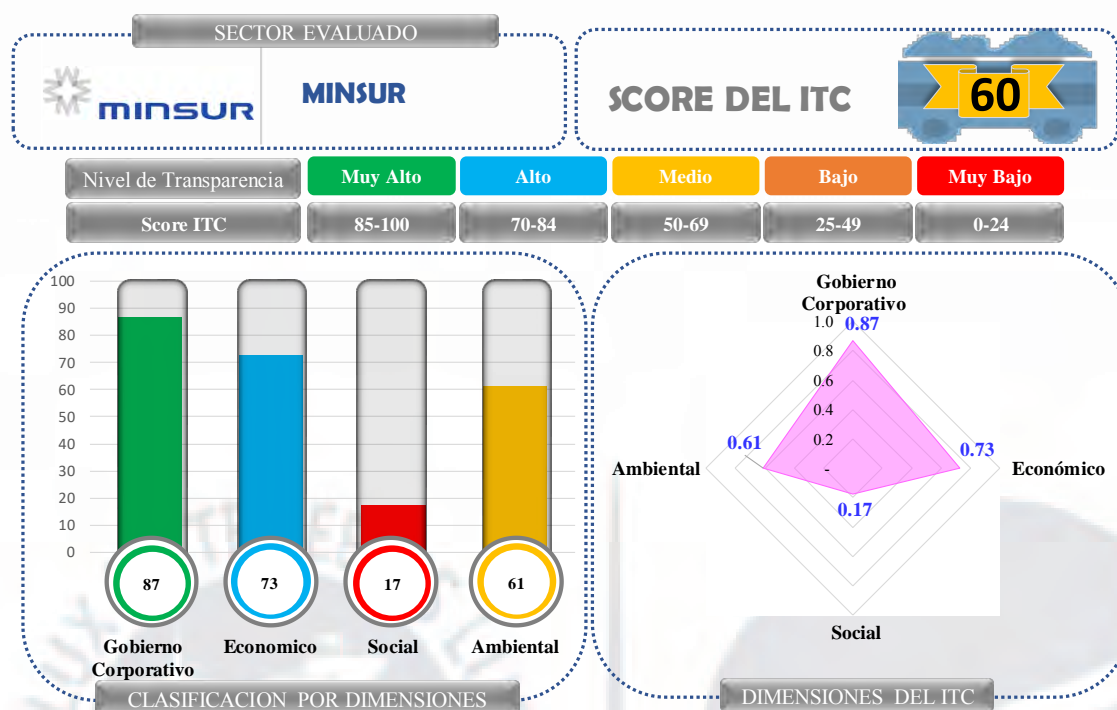 SECTOR EVALUADO
minsur
MINSUR
SCORE DEL ITC
60
Nivel de Transparencia Muy Alto Alto Medio Bajo Muy Bajo
Score ITC 85-100 70-84 50-69 25-49 0-24
100
90
80
70
60
50
40
30
20
10
0
87 73 17 61
Gobierno Corporativo
Economico
Social
Ambiental
CLASIFICACION POR DIMENSIONES
Gobierno
Corporativo
1.0
0.87
0.8
0.6
0.4
0.2
-
0.61
0.73
Ambiental
Económico
0.17
Social
DIMENSIONES DEL ITC